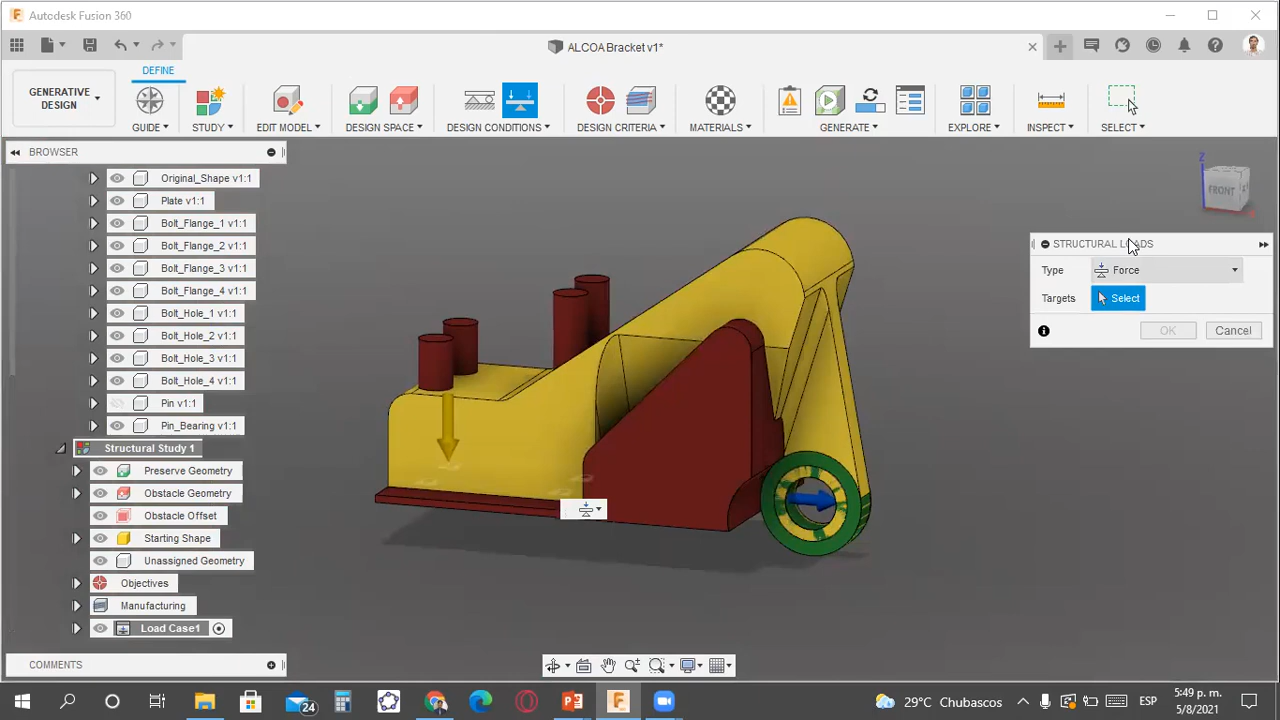 Autodesk Fusion 360
ALCOA Bracket v1*
GENERATIVE DESIGN
DEFINE
GUIDE
STUDY
EDIT MODEL
DESIGN SPACE
DESIGN CONDITIONS
DESIGN CRITERIA
MATERIALS
GENERATE
EXPLORE
INSPECT
SELECT
BROWSER
Original_Shape v1:1
Plate v1:1
Bolt_Flange_1 v1:1
Bolt_Flange_2 v1:1
Bolt_Flange_3 v1:1
Bolt_Flange_4 v1:1
Bolt_Hole_1 v1:1
Bolt_Hole_2 v1:1
Bolt_Hole_3 v1:1
Bolt_Hole_4 v1:1
Pin v1:1
Pin_Bearing v1:1
Structural Study 1
Preserve Geometry
Obstacle Geometry
Obstacle Offset
Starting Shape
Unassigned Geometry
Objectives
Manufacturing
Load Case1
COMMENTS
Z
FRONT
STRUCTURAL LOADS
Type Force
Targets Select
OK Cancel
24
29°C Chubascos
ESP
5:49 p. m.
5/8/2021